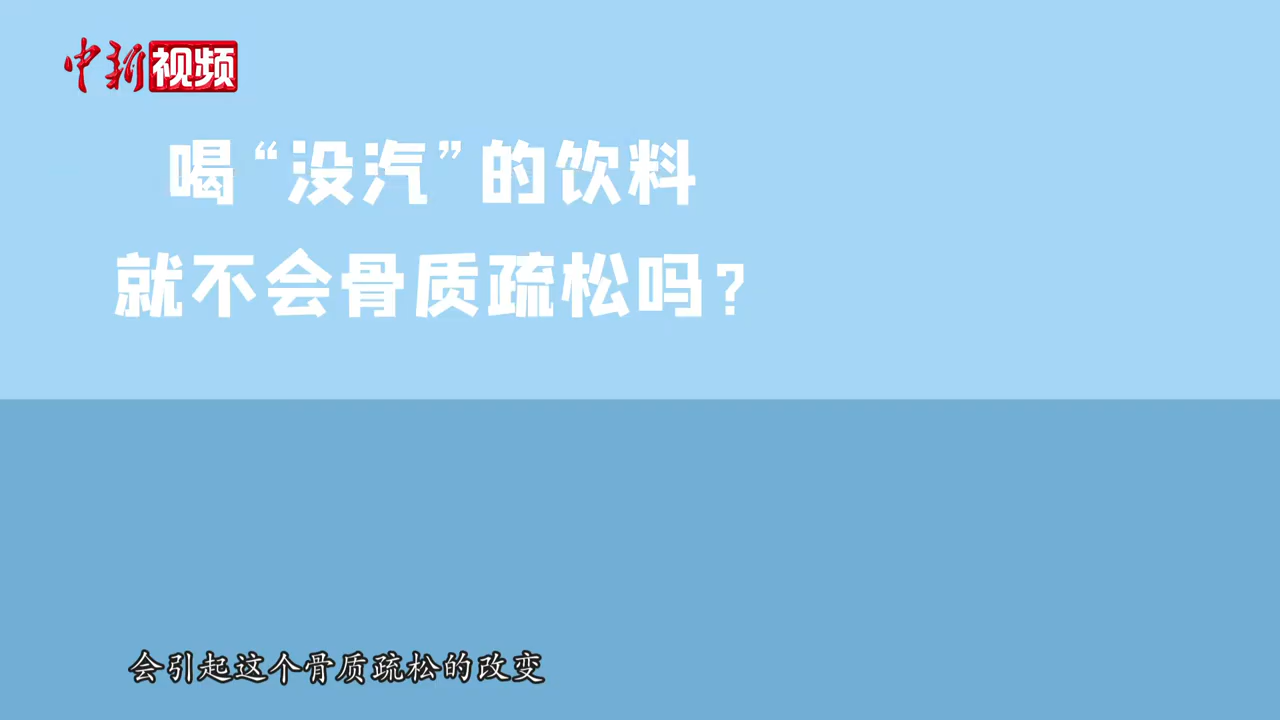 中新视频
喝“没汽”的饮料
就不会骨质疏松吗？
会引起这个骨质疏松的改变